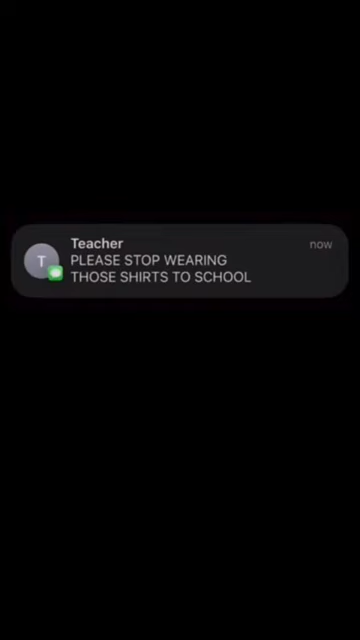 Teacher
now
T
PLEASE STOP WEARING
THOSE SHIRTS TO SCHOOL